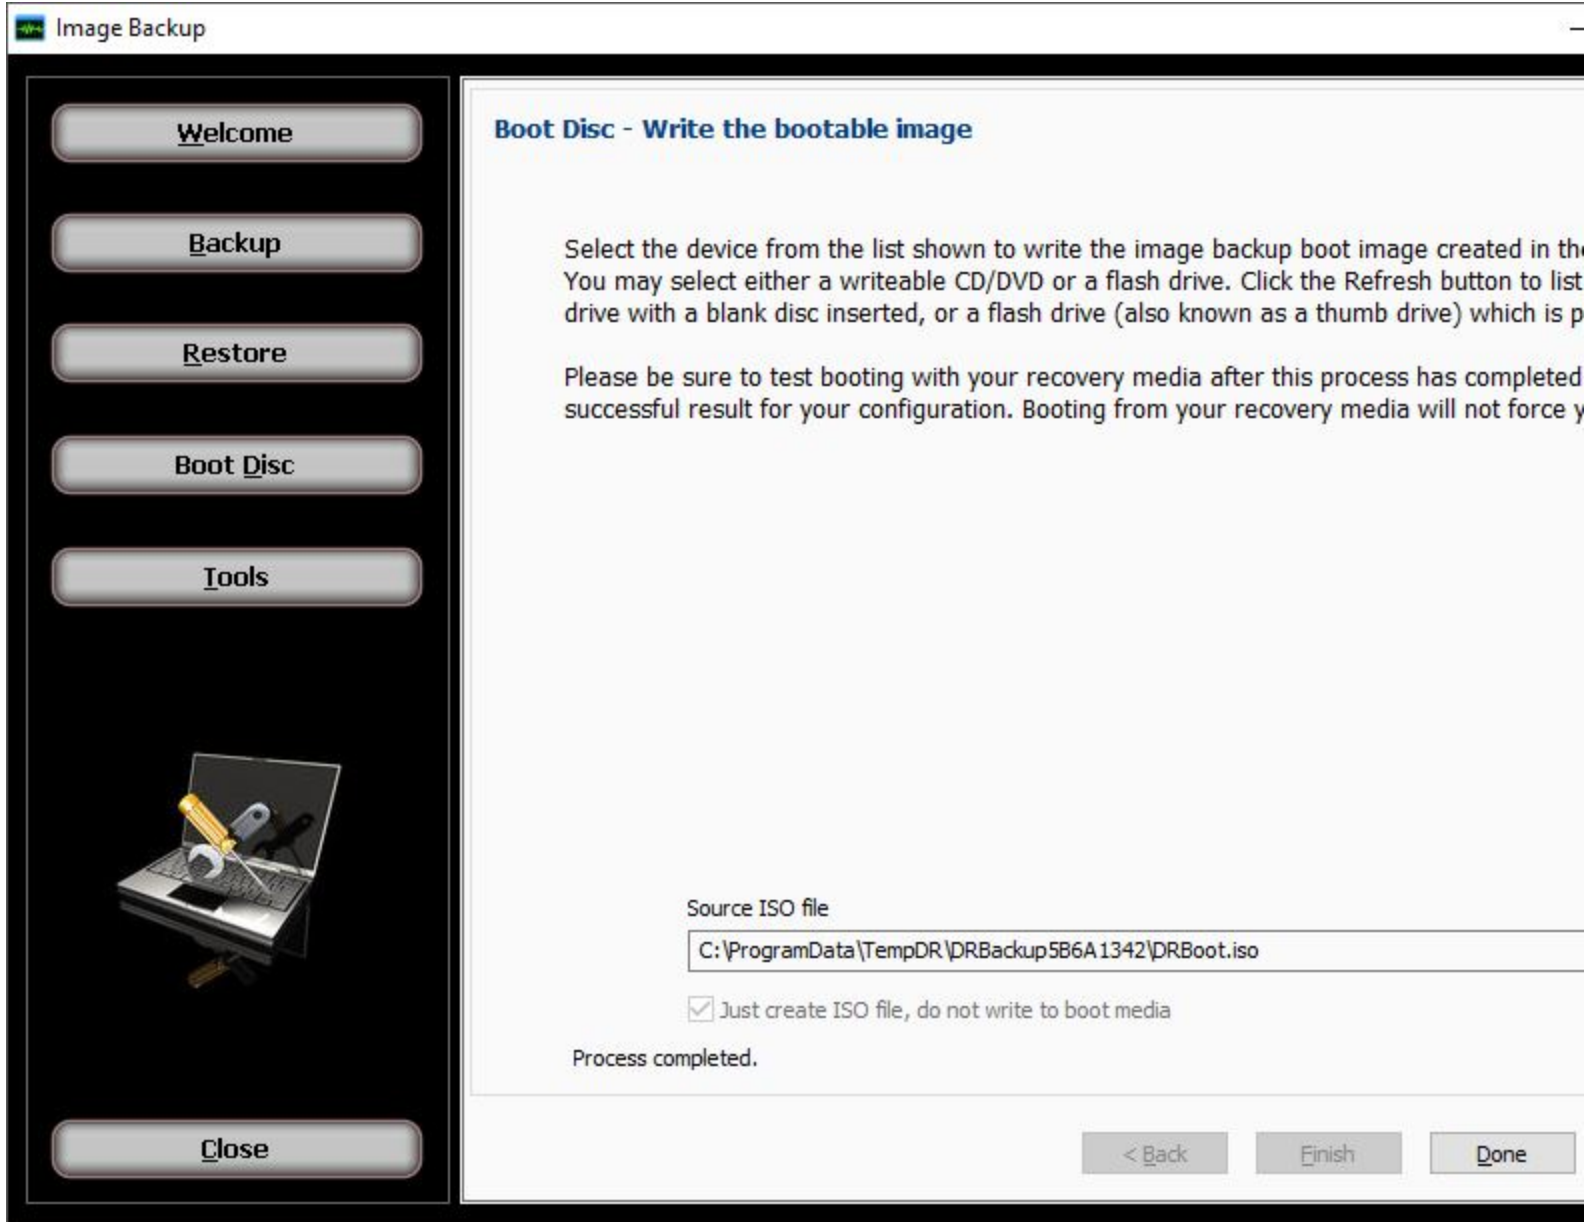 Image Backup
Welcome
Backup
Restore
Boot Disc
Tools
Close
Boot Disc - Write the bootable image
Select the device from the list shown to write the image backup boot image created in the
You may select either a writeable CD/DVD or a flash drive. Click the Refresh button to list
drive with a blank disc inserted, or a flash drive (also known as a thumb drive) which is
Please be sure to test booting with your recovery media after this process has completed
successful result for your configuration. Booting from your recovery media will not force
Source ISO file
C:\ProgramData\TempDR\DRBackup5B6A1342\DRBoot.iso
Just create ISO file, do not write to boot media
Process completed.
< Back
Finish
Done